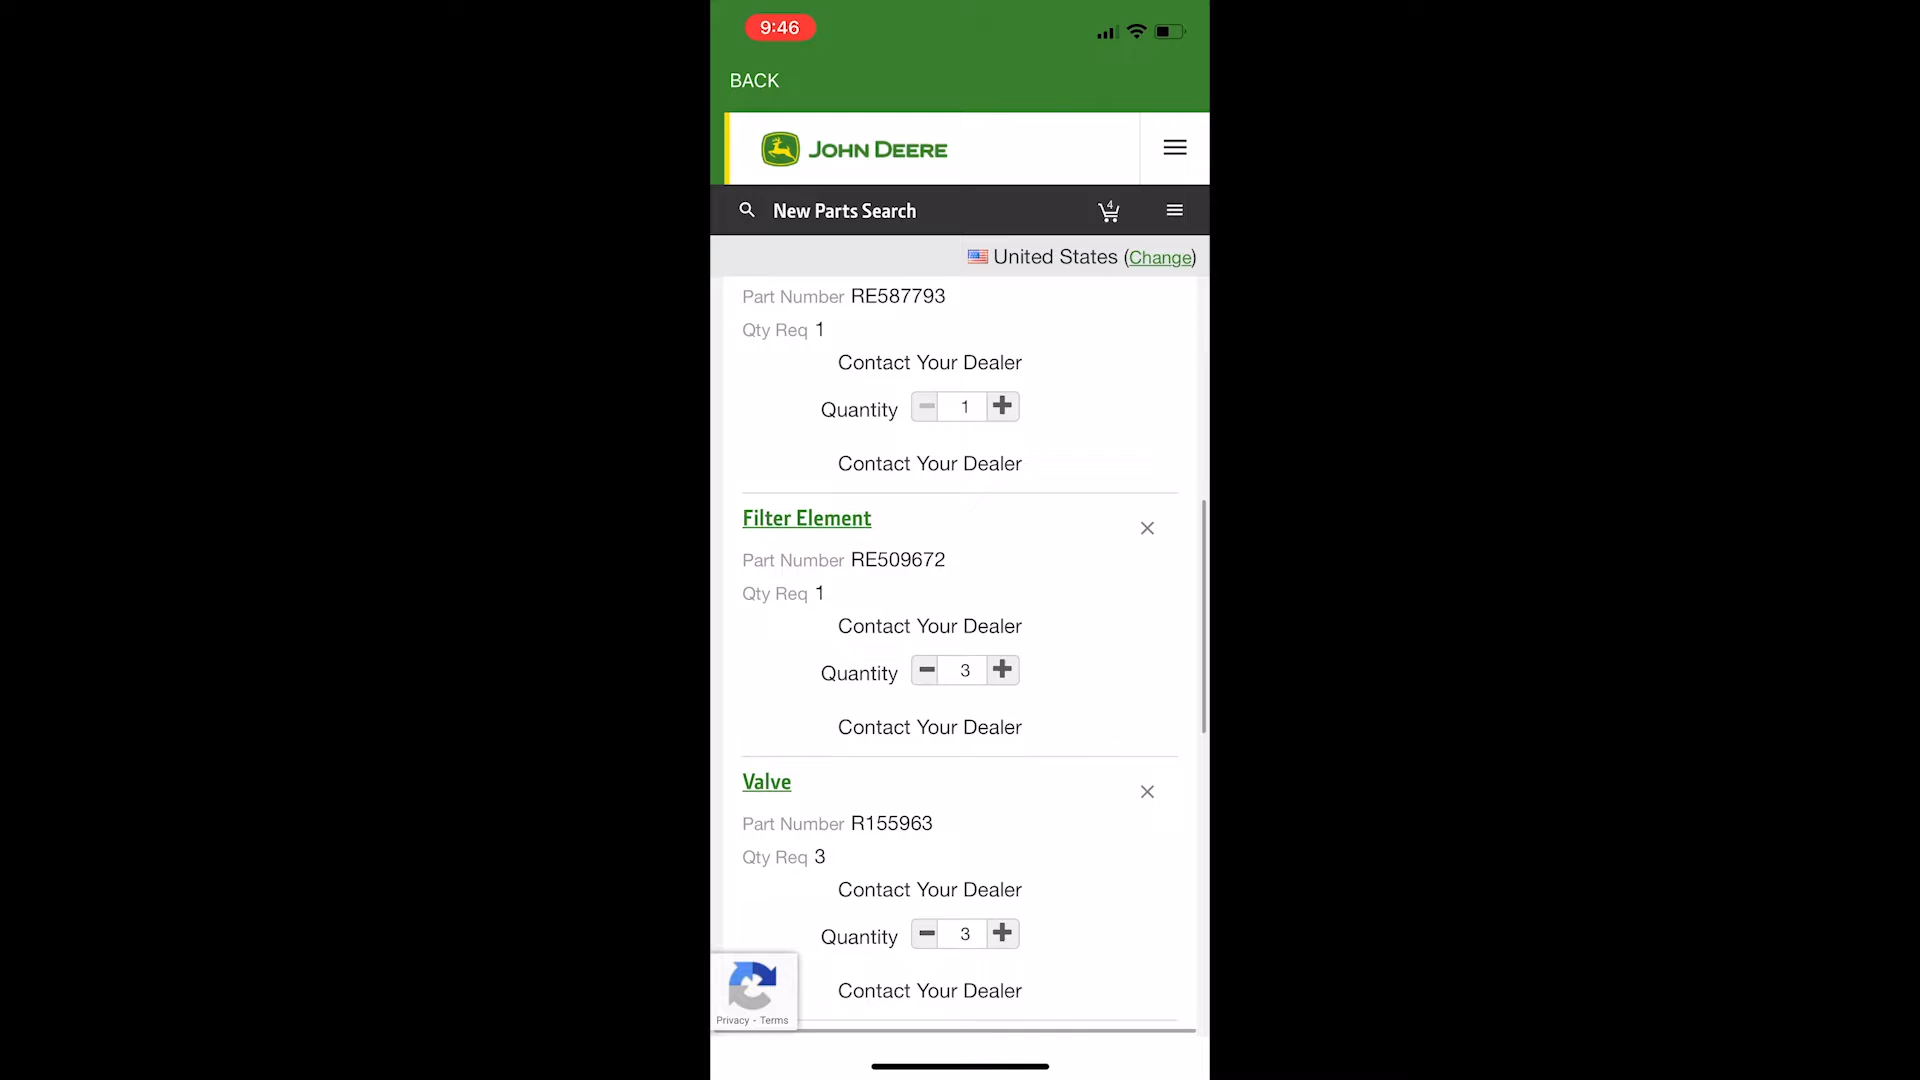 9:46
BACK
JOHN DEERE
New Parts Search
4
United States (Change)
Part Number RE587793
Qty Req 1
Contact Your Dealer
Quantity 1
Contact Your Dealer
Filter Element
Part Number RE509672
Qty Req 1
Contact Your Dealer
Quantity 3
Contact Your Dealer
Valve
Part Number R155963
Qty Req 3
Contact Your Dealer
Quantity 3
Contact Your Dealer
Privacy - Terms